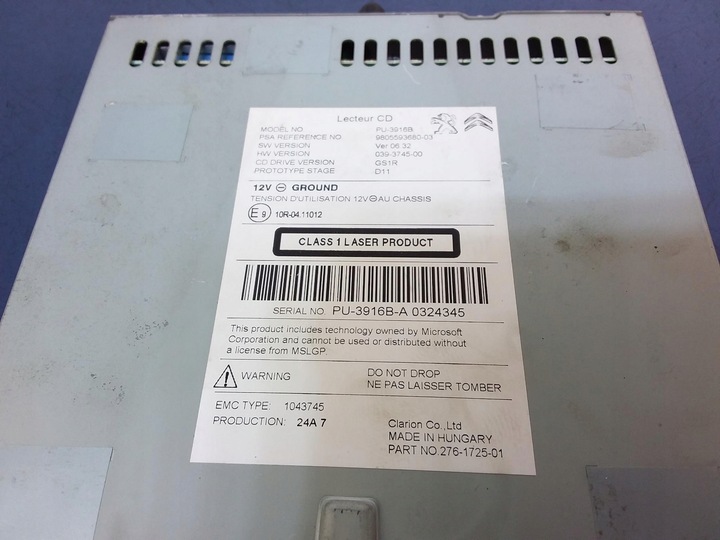 Lecteur CD
MODEL NO. PU-3916B
PSA REFERENCE NO. 9805593680-03
SW VERSION Ver 06.32
HW VERSION 039-3745-00
CD DRIVE VERSION GS1R
PROTOTYPE STAGE D11
12V ⊖ GROUND
TENSION D'UTILISATION 12V ⊖ AU CHASSIS
E9 10R-04.11012
CLASS 1 LASER PRODUCT
SERIAL NO. PU-3916B-A 0324345
This product includes technology owned by Microsoft
Corporation and cannot be used or distributed without
a license from MSLGP.
WARNING
DO NOT DROP
NE PAS LAISSER TOMBER
EMC TYPE: 1043745
PRODUCTION: 24A 7
Clarion Co.,Ltd
MADE IN HUNGARY
PART NO.276-1725-01